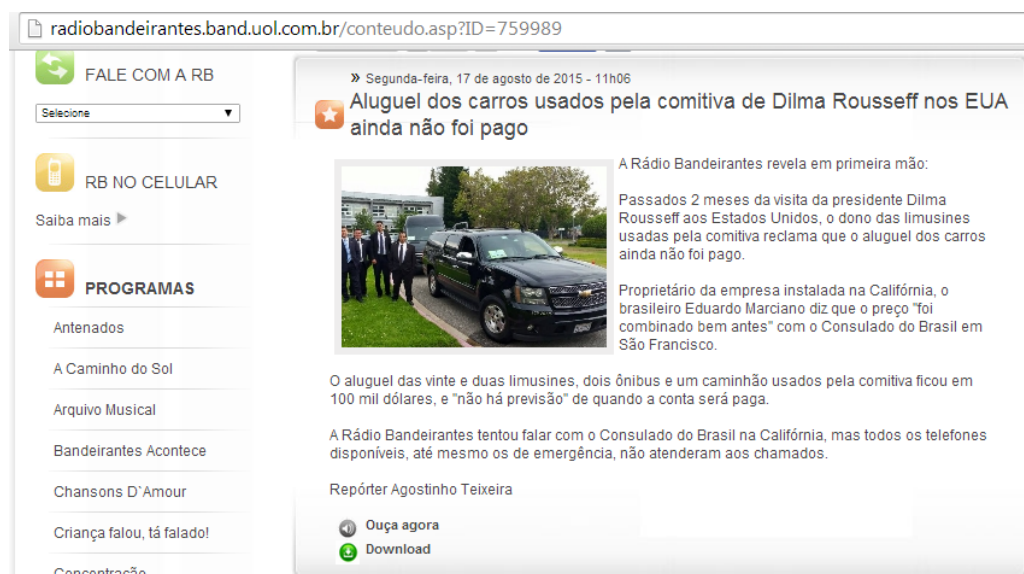 radiobandeirantes.band.uol.com.br/conteudo.asp?ID=759989
FALE COM A RB
Selecione
RB NO CELULAR
Saiba mais
PROGRAMAS
Antenados
A Caminho do Sol
Arquivo Musical
Bandeirantes Acontece
Chansons D`Amour
Criança falou, tá falado!
Concentração
» Segunda-feira, 17 de agosto de 2015 - 11h06
Aluguel dos carros usados pela comitiva de Dilma Rousseff nos EUA
ainda não foi pago
A Rádio Bandeirantes revela em primeira mão:
Passados 2 meses da visita da presidente Dilma
Rousseff aos Estados Unidos, o dono das limusines
usadas pela comitiva reclama que o aluguel dos carros
ainda não foi pago.
Proprietário da empresa instalada na Califórnia, o
brasileiro Eduardo Marciano diz que o preço "foi
combinado bem antes" com o Consulado do Brasil em
São Francisco.
O aluguel das vinte e duas limusines, dois ônibus e um caminhão usados pela comitiva ficou em
100 mil dólares, e "não há previsão" de quando a conta será paga.
A Rádio Bandeirantes tentou falar com o Consulado do Brasil na Califórnia, mas todos os telefones
disponíveis, até mesmo os de emergência, não atenderam aos chamados.
Repórter Agostinho Teixeira
Ouça agora
Download